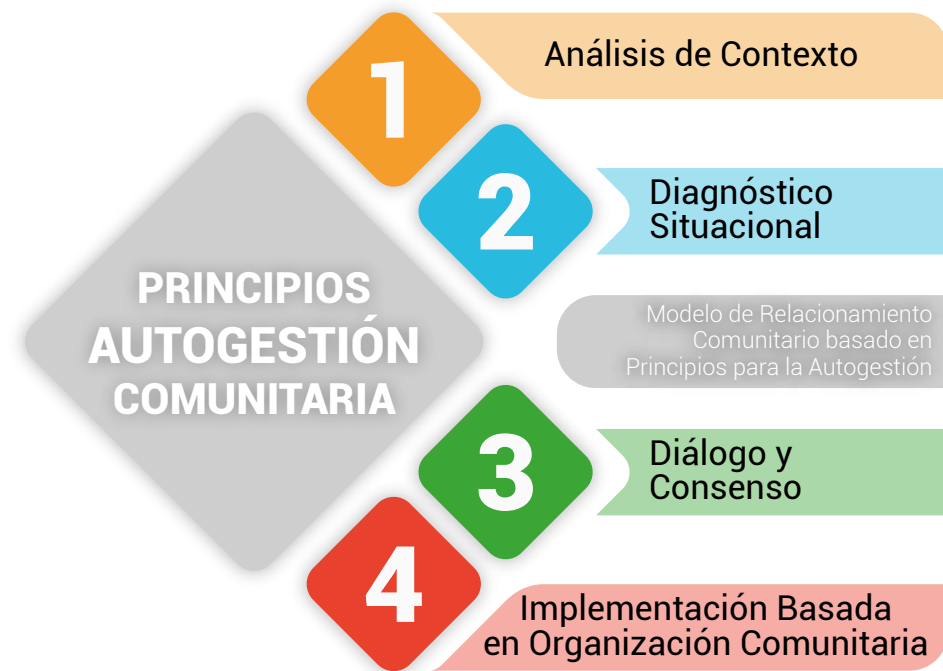 1
Análisis de Contexto
2
Diagnóstico
Situacional
PRINCIPIOS
AUTOGESTIÓN
COMUNITARIA
Modelo de Relacionamiento
Comunitario basado en
Principios para la Autogestión
3
Diálogo y
Consenso
4
Implementación Basada
en Organización Comunitaria